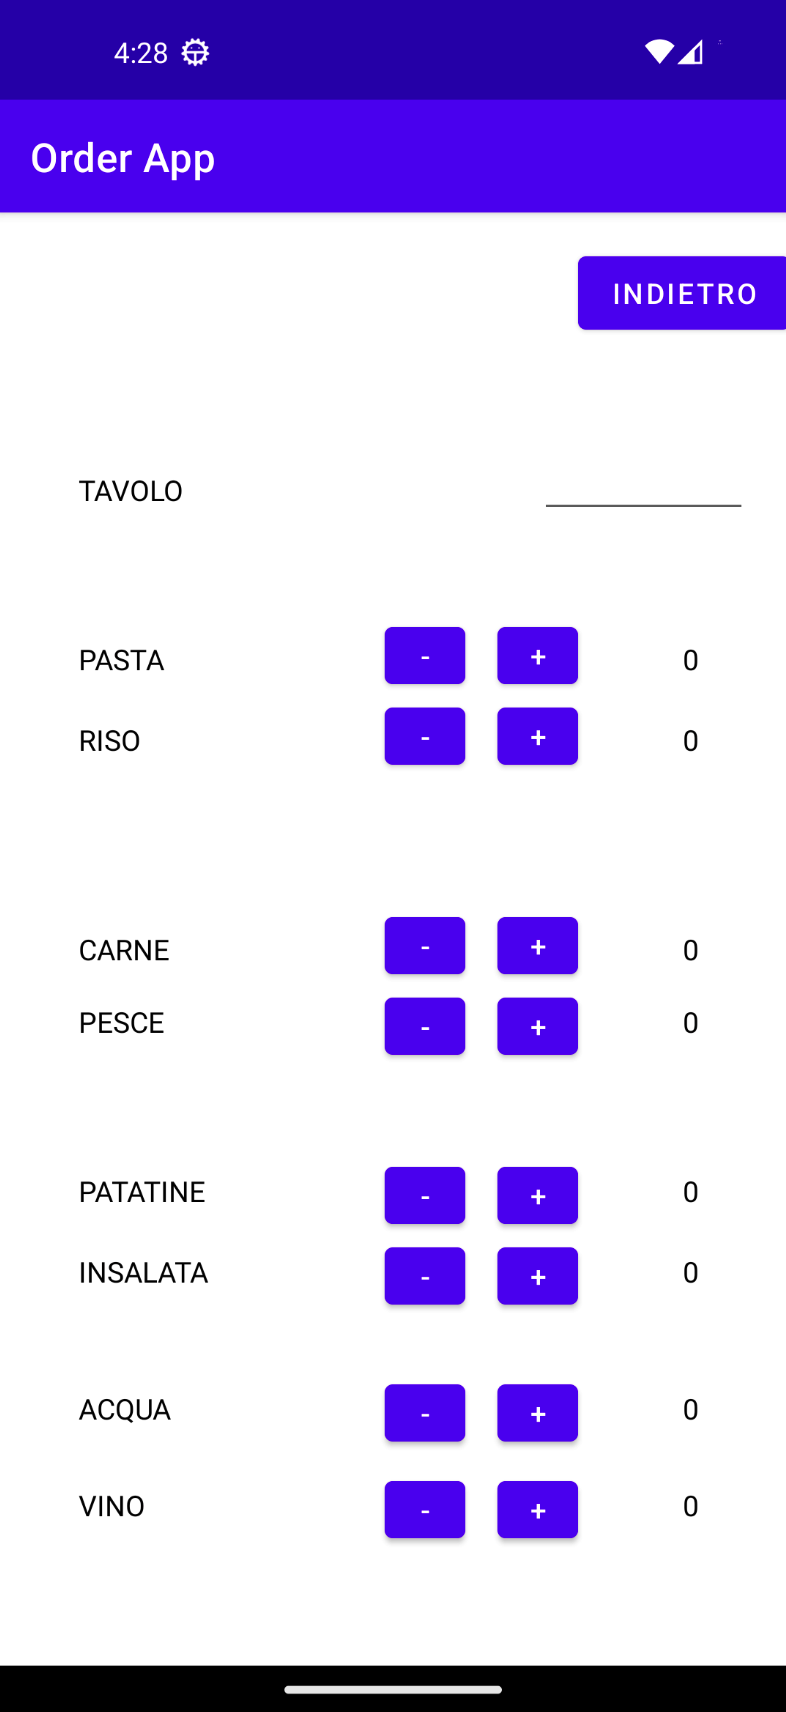 4:28
Order App
INDIETRO
TAVOLO
PASTA - + 0
RISO - + 0
CARNE - + 0
PESCE - + 0
PATATINE - + 0
INSALATA - + 0
ACQUA - + 0
VINO - + 0